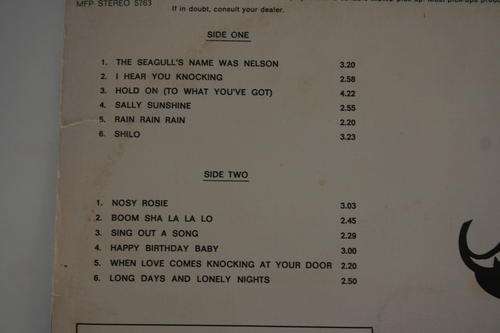 MFP STEREO 5763
If in doubt, consult your dealer.
SIDE ONE
1. THE SEAGULL'S NAME WAS NELSON 3.20
2. I HEAR YOU KNOCKING 2.58
3. HOLD ON (TO WHAT YOU'VE GOT) 4.22
4. SALLY SUNSHINE 2.55
5. RAIN RAIN RAIN 2.20
6. SHILO 3.23
SIDE TWO
1. NOSY ROSIE 3.03
2. BOOM SHA LA LA LO 2.45
3. SING OUT A SONG 2.29
4. HAPPY BIRTHDAY BABY 3.00
5. WHEN LOVE COMES KNOCKING AT YOUR DOOR 2.20
6. LONG DAYS AND LONELY NIGHTS 2.50